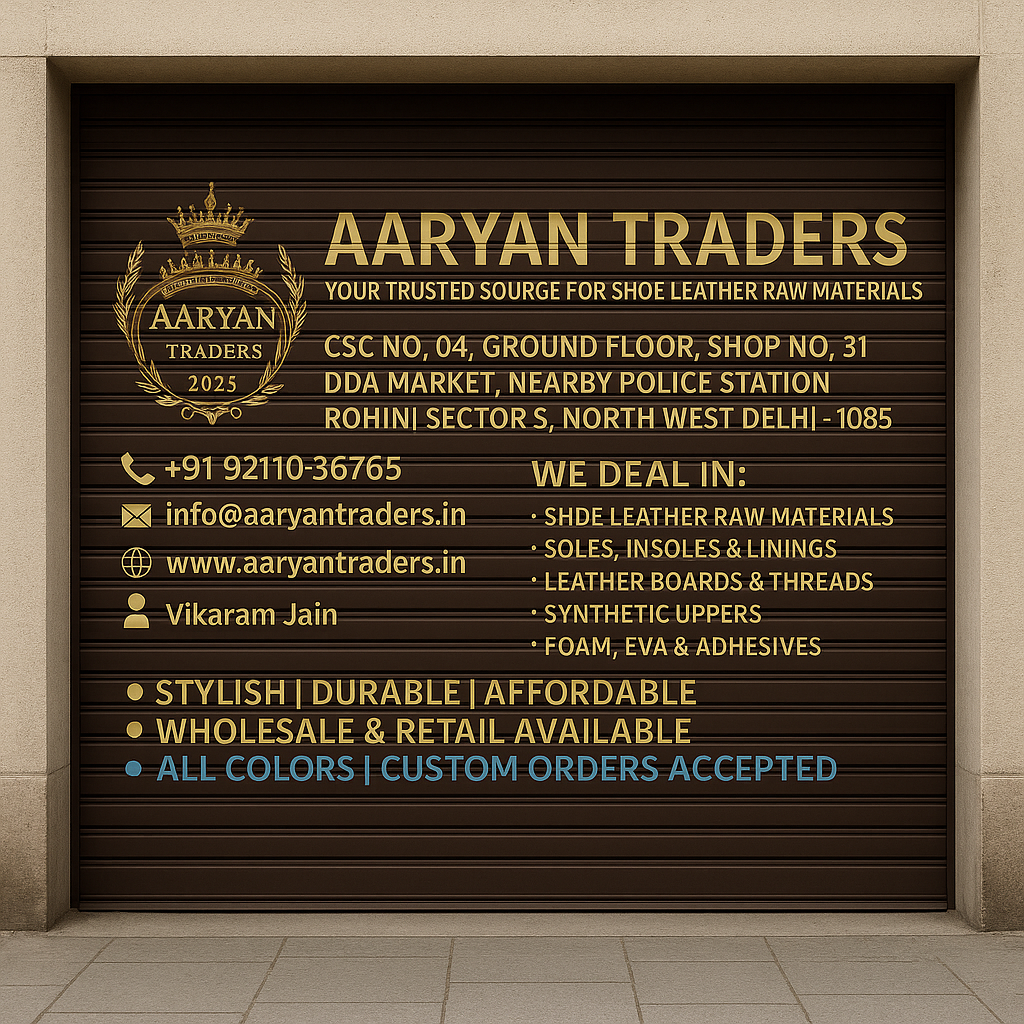 AARYAN TRADERS
YOUR TRUSTED SOURGE FOR SHOE LEATHER RAW MATERIALS
AARYAN
TRADERS
2025
CSC NO, 04, GROUND FLOOR, SHOP NO, 31
DDA MARKET, NEARBY POLICE STATION
ROHIN| SECTOR S, NORTH WEST DELH| - 1085
+91 92110-36765
info@aaryantraders.in
www.aaryantraders.in
Vikaram Jain
WE DEAL IN:
· SHDE LEATHER RAW MATERIALS
· SOLES, INSOLES & LININGS
· LEATHER BOARDS & THREADS
· SYNTHETIC UPPERS
· FOAM, EVA & ADHESIVES
• STYLISH | DURABLE | AFFORDABLE
• WHOLESALE & RETAIL AVAILABLE
• ALL COLORS | CUSTOM ORDERS ACCEPTED